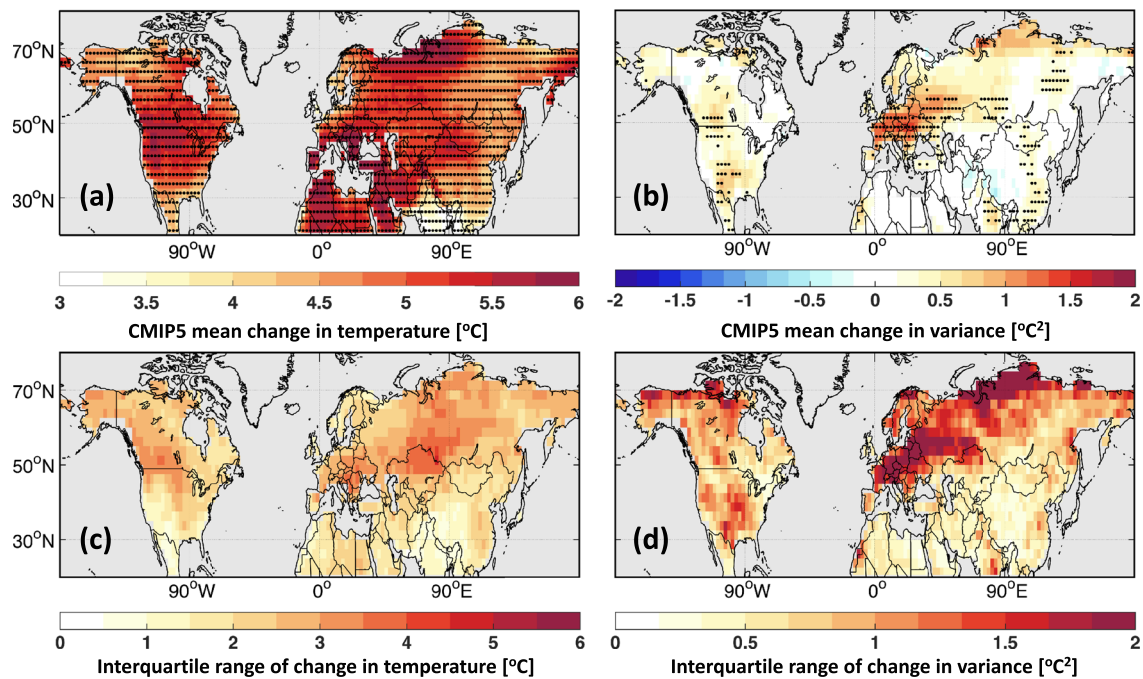 70°N
50°N
30°N
(a)
(b)
90°W 0° 90°E
90°W 0° 90°E
3 3.5 4 4.5 5 5.5 6
-2 -1.5 -1 -0.5 0 0.5 1 1.5 2
CMIP5 mean change in temperature [°C]
CMIP5 mean change in variance [°C²]
70°N
50°N
30°N
(c)
(d)
90°W 0° 90°E
90°W 0° 90°E
0 1 2 3 4 5 6
0 0.5 1 1.5 2
Interquartile range of change in temperature [°C]
Interquartile range of change in variance [°C²]